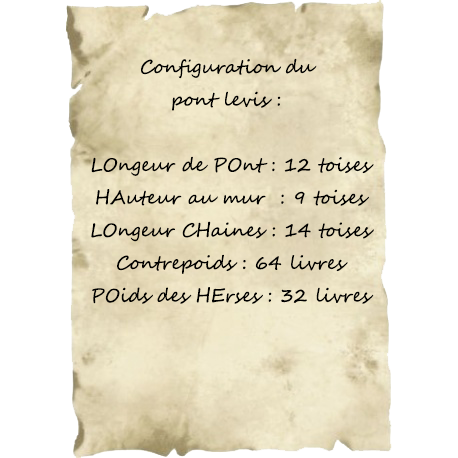 Configuration du
pont levis :
LOngeur de POnt : 12 toises
HAuteur au mur : 9 toises
LOngeur CHaines : 14 toises
Contrepoids : 64 livres
POids des HErses : 32 livres